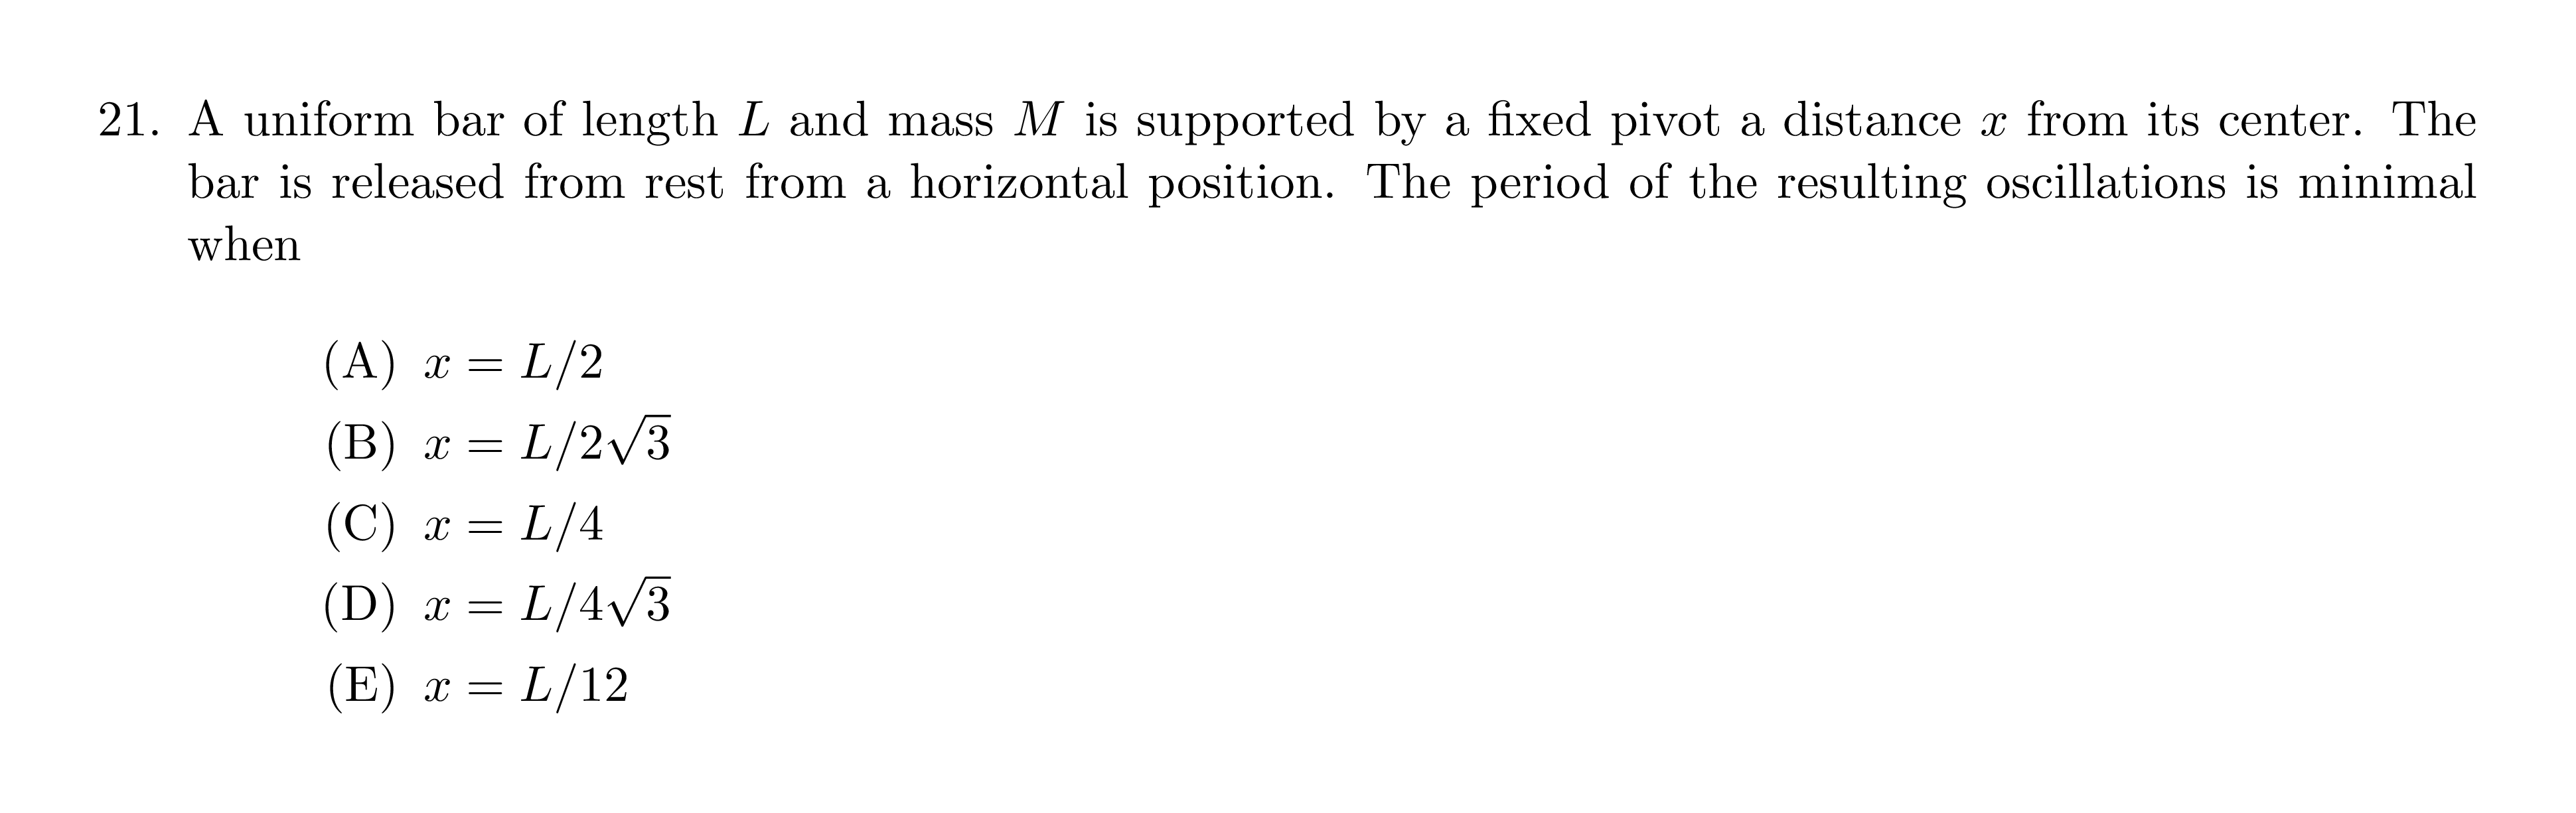 21. A uniform bar of length L and mass M is supported by a fixed pivot a distance x from its center. The
bar is released from rest from a horizontal position. The period of the resulting oscillations is minimal
when
(A) x = L/2
(B) x = L/2√3
(C) x = L/4
(D) x = L/4√3
(E) x = L/12